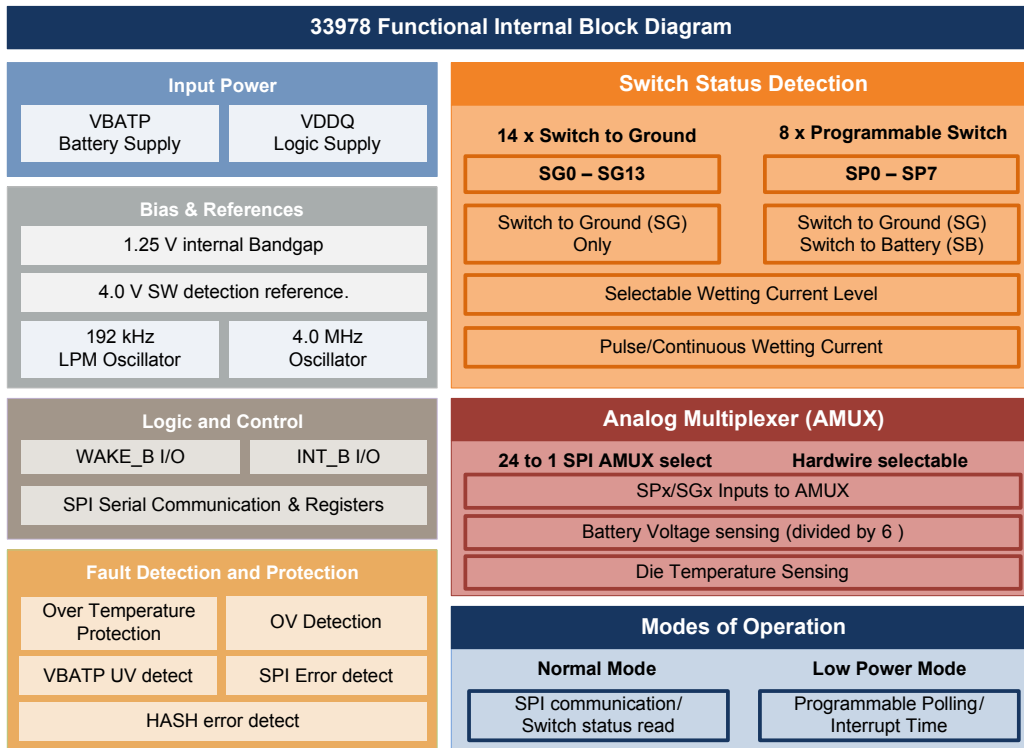 33978 Functional Internal Block Diagram
Input Power
VBATP
Battery Supply
VDDQ
Logic Supply
Bias & References
1.25 V internal Bandgap
4.0 V SW detection reference.
192 kHz
LPM Oscillator
4.0 MHz
Oscillator
Logic and Control
WAKE_B I/O
INT_B I/O
SPI Serial Communication & Registers
Fault Detection and Protection
Over Temperature
Protection
OV Detection
VBATP UV detect
SPI Error detect
HASH error detect
Switch Status Detection
14 x Switch to Ground
8 x Programmable Switch
SG0 – SG13
SP0 – SP7
Switch to Ground (SG)
Only
Switch to Ground (SG)
Switch to Battery (SB)
Selectable Wetting Current Level
Pulse/Continuous Wetting Current
Analog Multiplexer (AMUX)
24 to 1 SPI AMUX select
Hardwire selectable
SPx/SGx Inputs to AMUX
Battery Voltage sensing (divided by 6 )
Die Temperature Sensing
Modes of Operation
Normal Mode
Low Power Mode
SPI communication/
Switch status read
Programmable Polling/
Interrupt Time